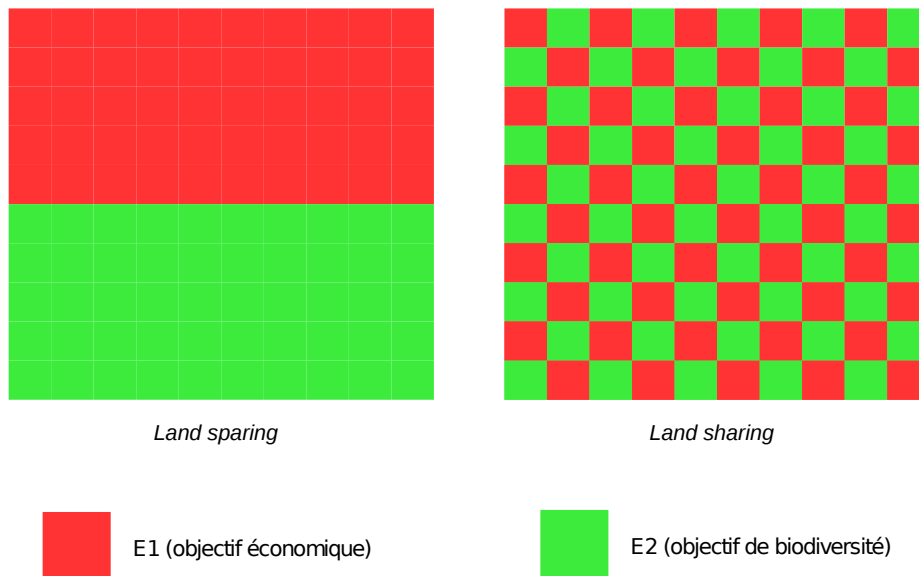 Land sparing
Land sharing
E1 (objectif économique)
E2 (objectif de biodiversité)